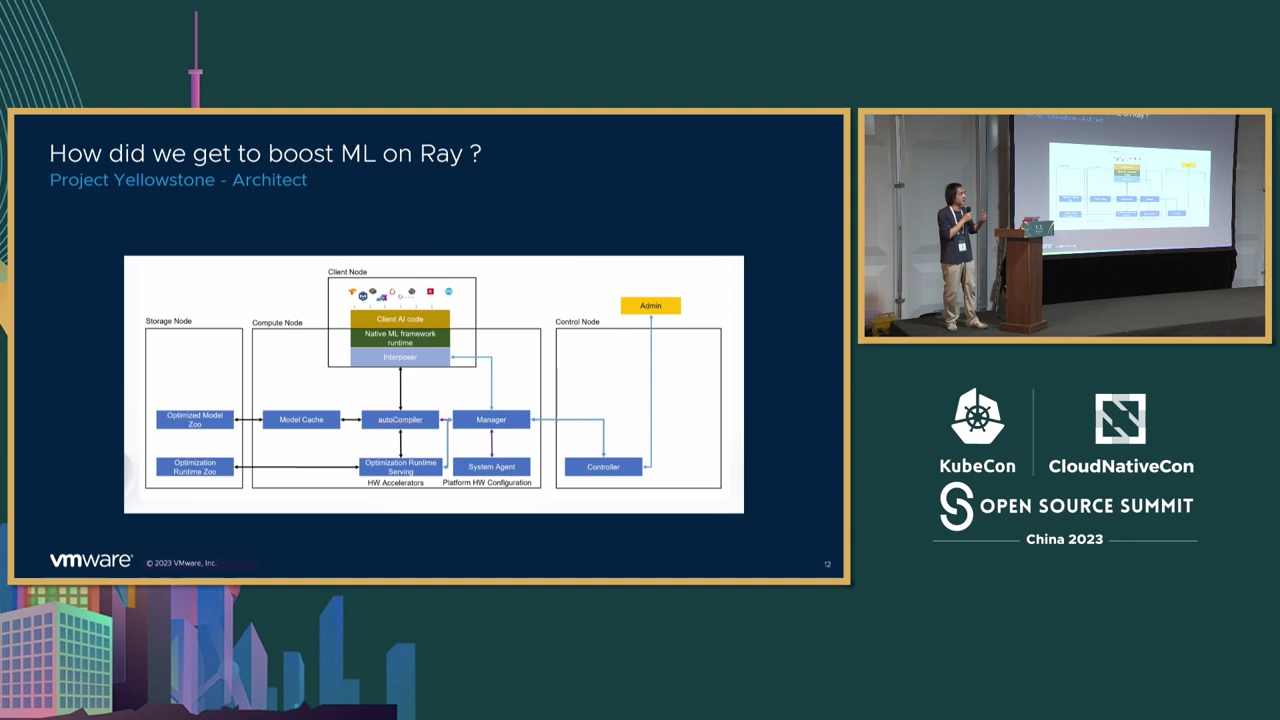 How did we get to boost ML on Ray ?
Project Yellowstone - Architect
Client Node
Storage Node
Compute Node
Control Node
Admin
Client AI code
Native ML framework
runtime
Interposer
Optimized Model
Zoo
Model Cache
autoCompiler
Manager
Optimization
Runtime Zoo
Optimization Runtime
Serving
System Agent
Controller
HW Accelerators
Platform HW Configuration
vmware
© 2023 VMware, Inc.
12
KubeCon
CloudNativeCon
OPEN SOURCE SUMMIT
China 2023